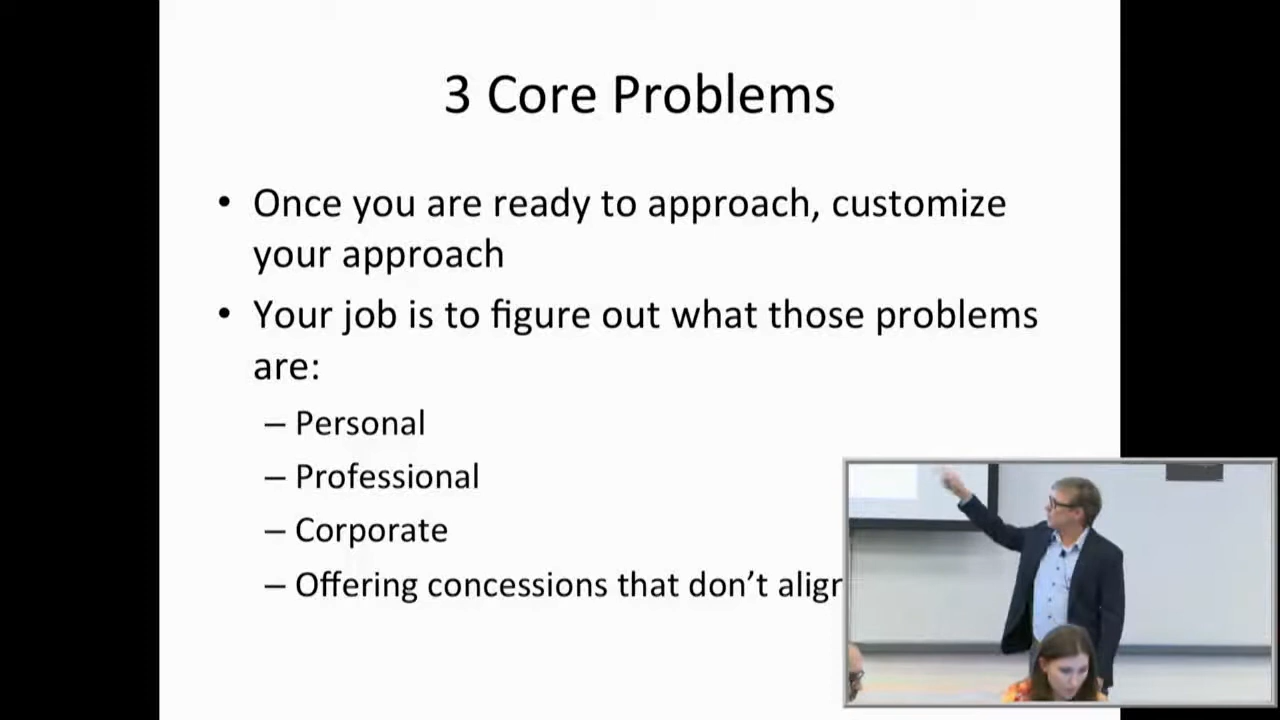 3 Core Problems
• Once you are ready to approach, customize
your approach
• Your job is to figure out what those problems
are:
– Personal
– Professional
– Corporate
– Offering concessions that don’t align